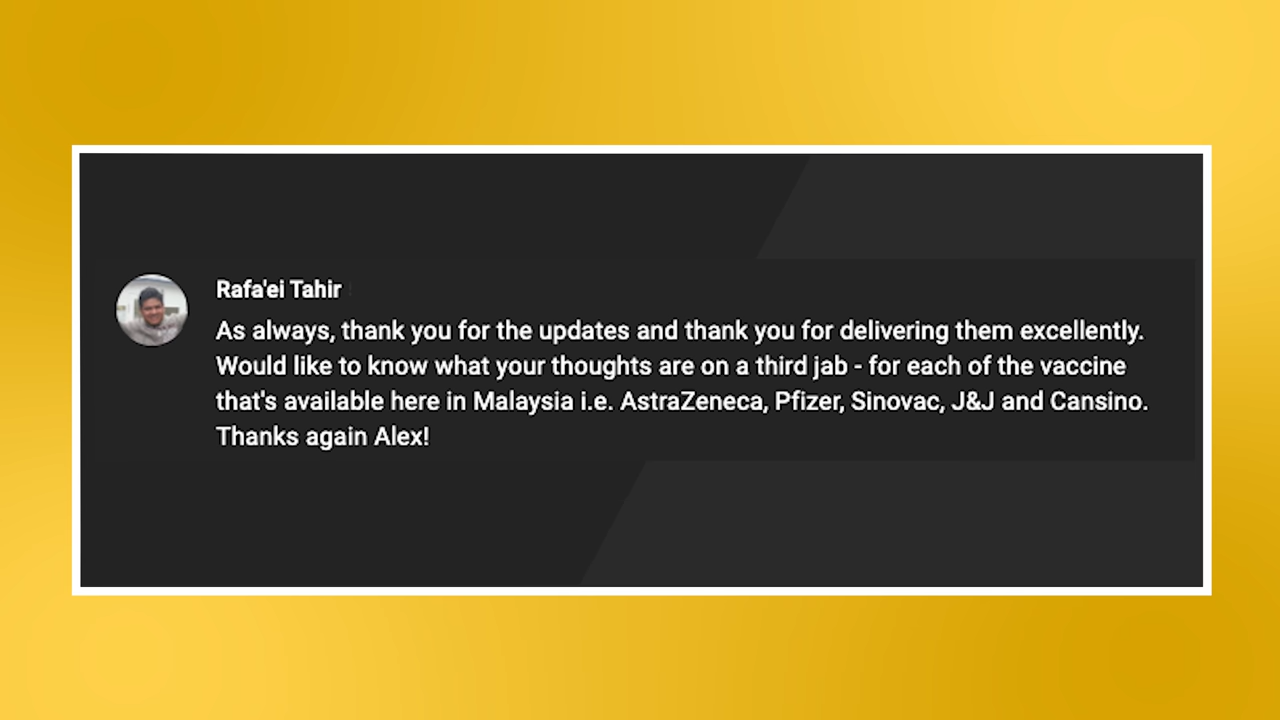 Rafa'ei Tahir
As always, thank you for the updates and thank you for delivering them excellently.
Would like to know what your thoughts are on a third jab - for each of the vaccine
that's available here in Malaysia i.e. AstraZeneca, Pfizer, Sinovac, J&J and Cansino.
Thanks again Alex!